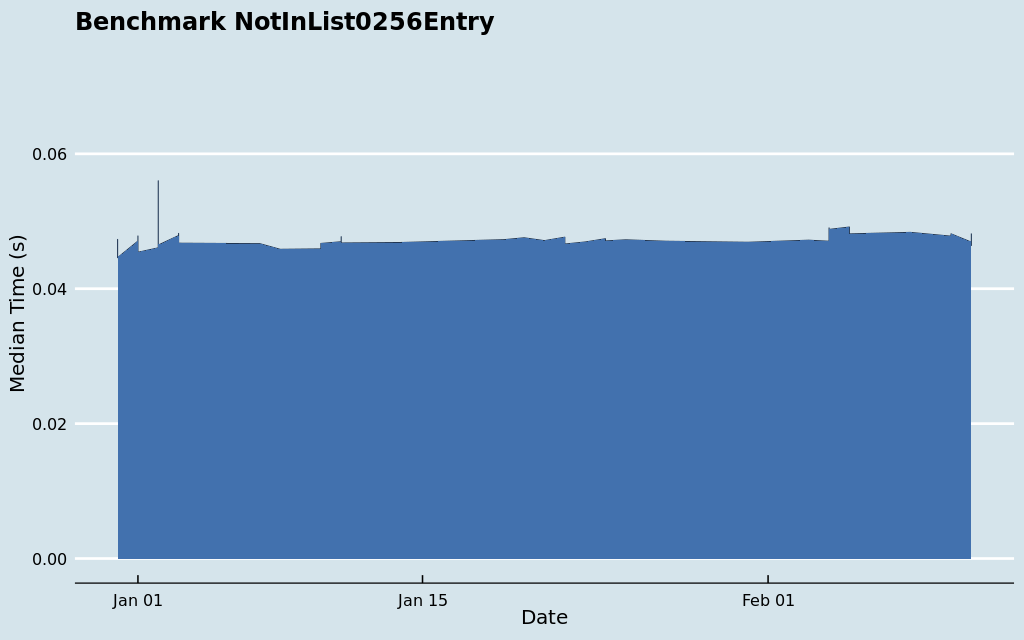 Benchmark NotInList0256Entry
Median Time (s)
0.06
0.04
0.02
0.00
Jan 01
Jan 15
Feb 01
Date